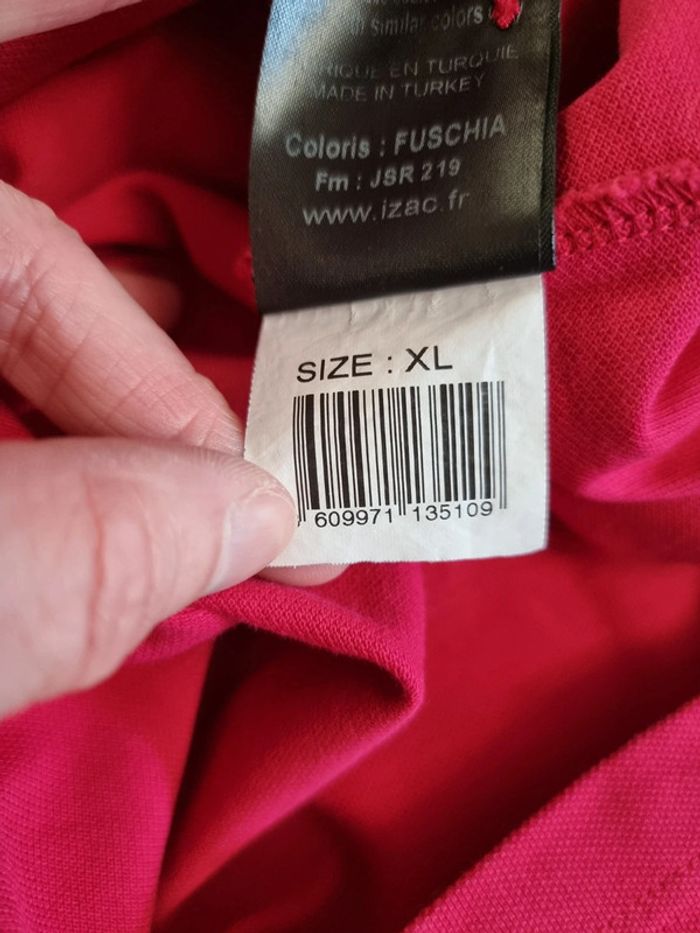 Similar colors
EN TURQUIE
MADE IN TURKEY
Coloris : FUSCHIA
Fm : JSR 219
www.izac.fr
SIZE : XL
609971 135109